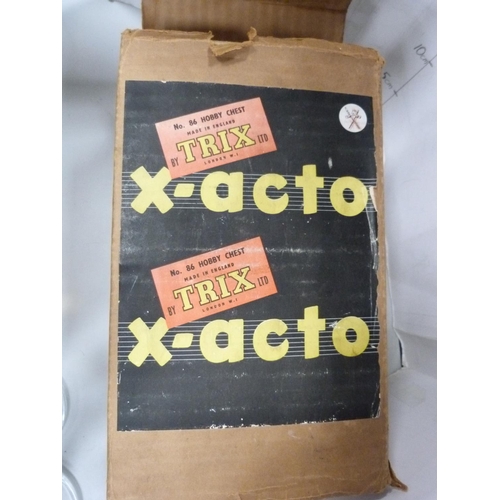 No. 86 HOBBY CHEST
MADE IN ENGLAND
BY TRIX LTD
LONDON W.1
x-acto
No. 86 HOBBY CHEST
MADE IN ENGLAND
BY TRIX LTD
LONDON W.1
x-acto